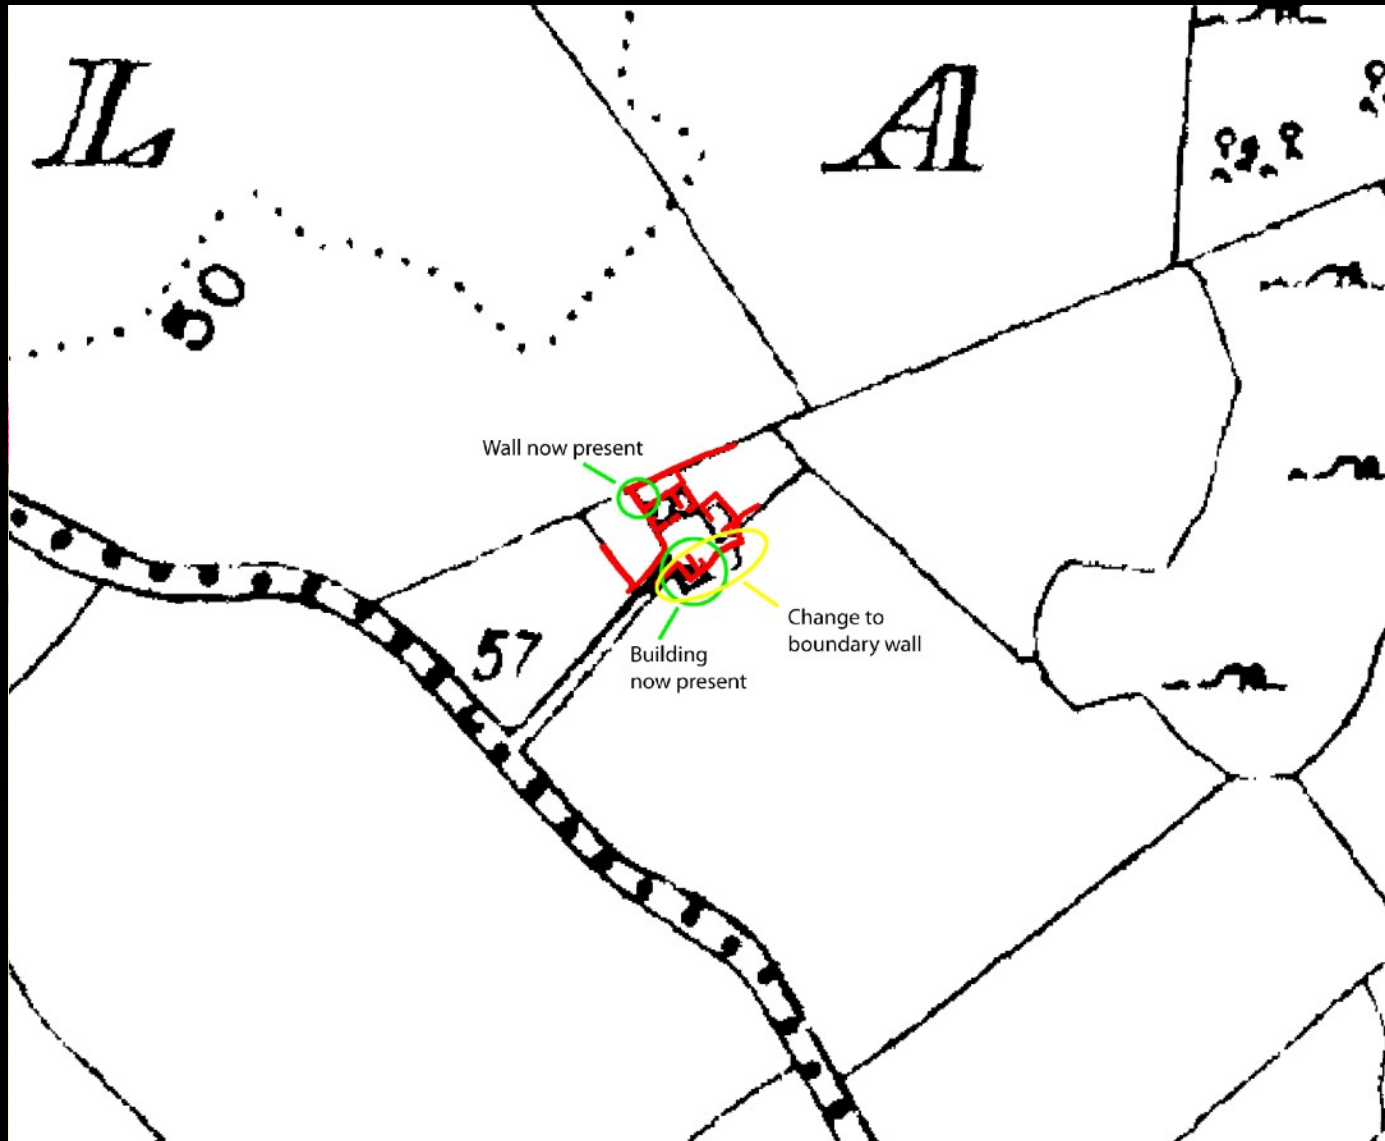 L
A
50
Wall now present
Change to
boundary wall
57
Building
now present